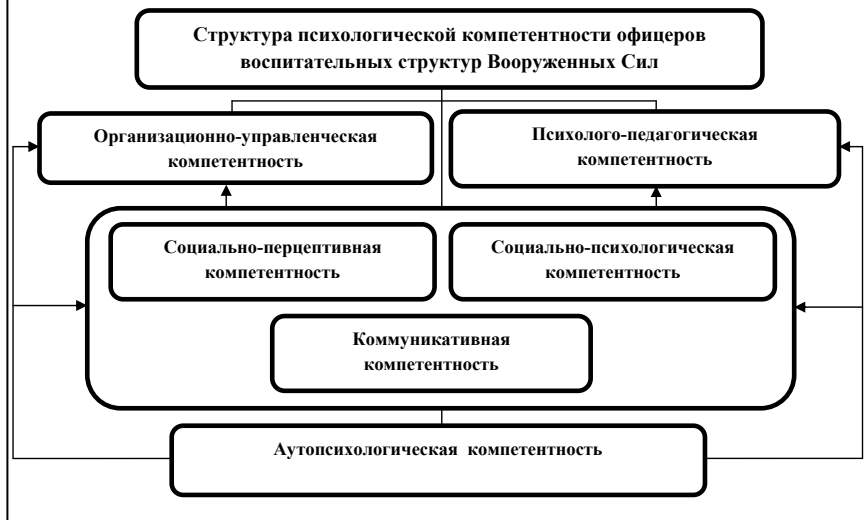 Структура психологической компетентности офицеров
воспитательных структур Вооруженных Сил
Организационно-управленческая
компетентность
Психолого-педагогическая
компетентность
Социально-перцептивная
компетентность
Социально-психологическая
компетентность
Коммуникативная
компетентность
Аутопсихологическая компетентность